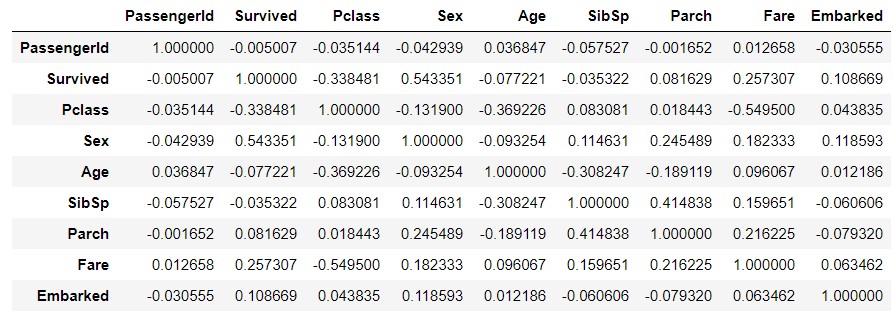 PassengerId Survived Pclass Sex Age SibSp Parch Fare Embarked
PassengerId 1.000000 -0.005007 -0.035144 -0.042939 0.036847 -0.057527 -0.001652 0.012658 -0.030555
Survived -0.005007 1.000000 -0.338481 0.543351 -0.077221 -0.035322 0.081629 0.257307 0.108669
Pclass -0.035144 -0.338481 1.000000 -0.131900 -0.369226 0.083081 0.018443 -0.549500 0.043835
Sex -0.042939 0.543351 -0.131900 1.000000 -0.093254 0.114631 0.245489 0.182333 0.118593
Age 0.036847 -0.077221 -0.369226 -0.093254 1.000000 -0.308247 -0.189119 0.096067 0.012186
SibSp -0.057527 -0.035322 0.083081 0.114631 -0.308247 1.000000 0.414838 0.159651 -0.060606
Parch -0.001652 0.081629 0.018443 0.245489 -0.189119 0.414838 1.000000 0.216225 -0.079320
Fare 0.012658 0.257307 -0.549500 0.182333 0.096067 0.159651 0.216225 1.000000 0.063462
Embarked -0.030555 0.108669 0.043835 0.118593 0.012186 -0.060606 -0.079320 0.063462 1.000000